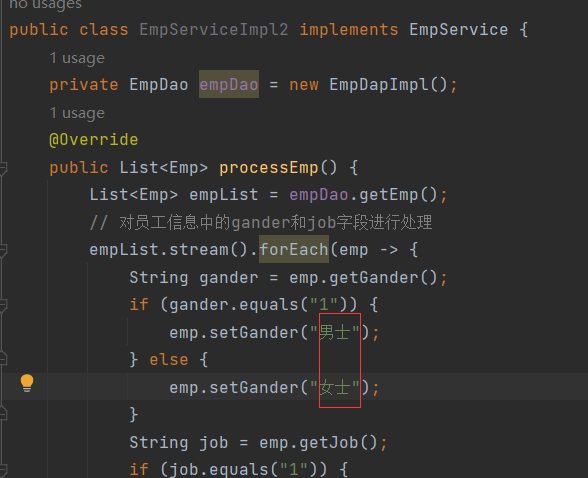 no usages
public class EmpServiceImpl2 implements EmpService {
1 usage
private EmpDao empDao = new EmpDapImpl();
1 usage
@Override
public List<Emp> processEmp() {
List<Emp> empList = empDao.getEmp();
// 对员工信息中的gander和job字段进行处理
empList.stream().forEach(emp -> {
String gander = emp.getGander();
if (gander.equals("1")) {
emp.setGander("男士");
} else {
emp.setGander("女士");
}
String job = emp.getJob();
if (job.equals("1")) {